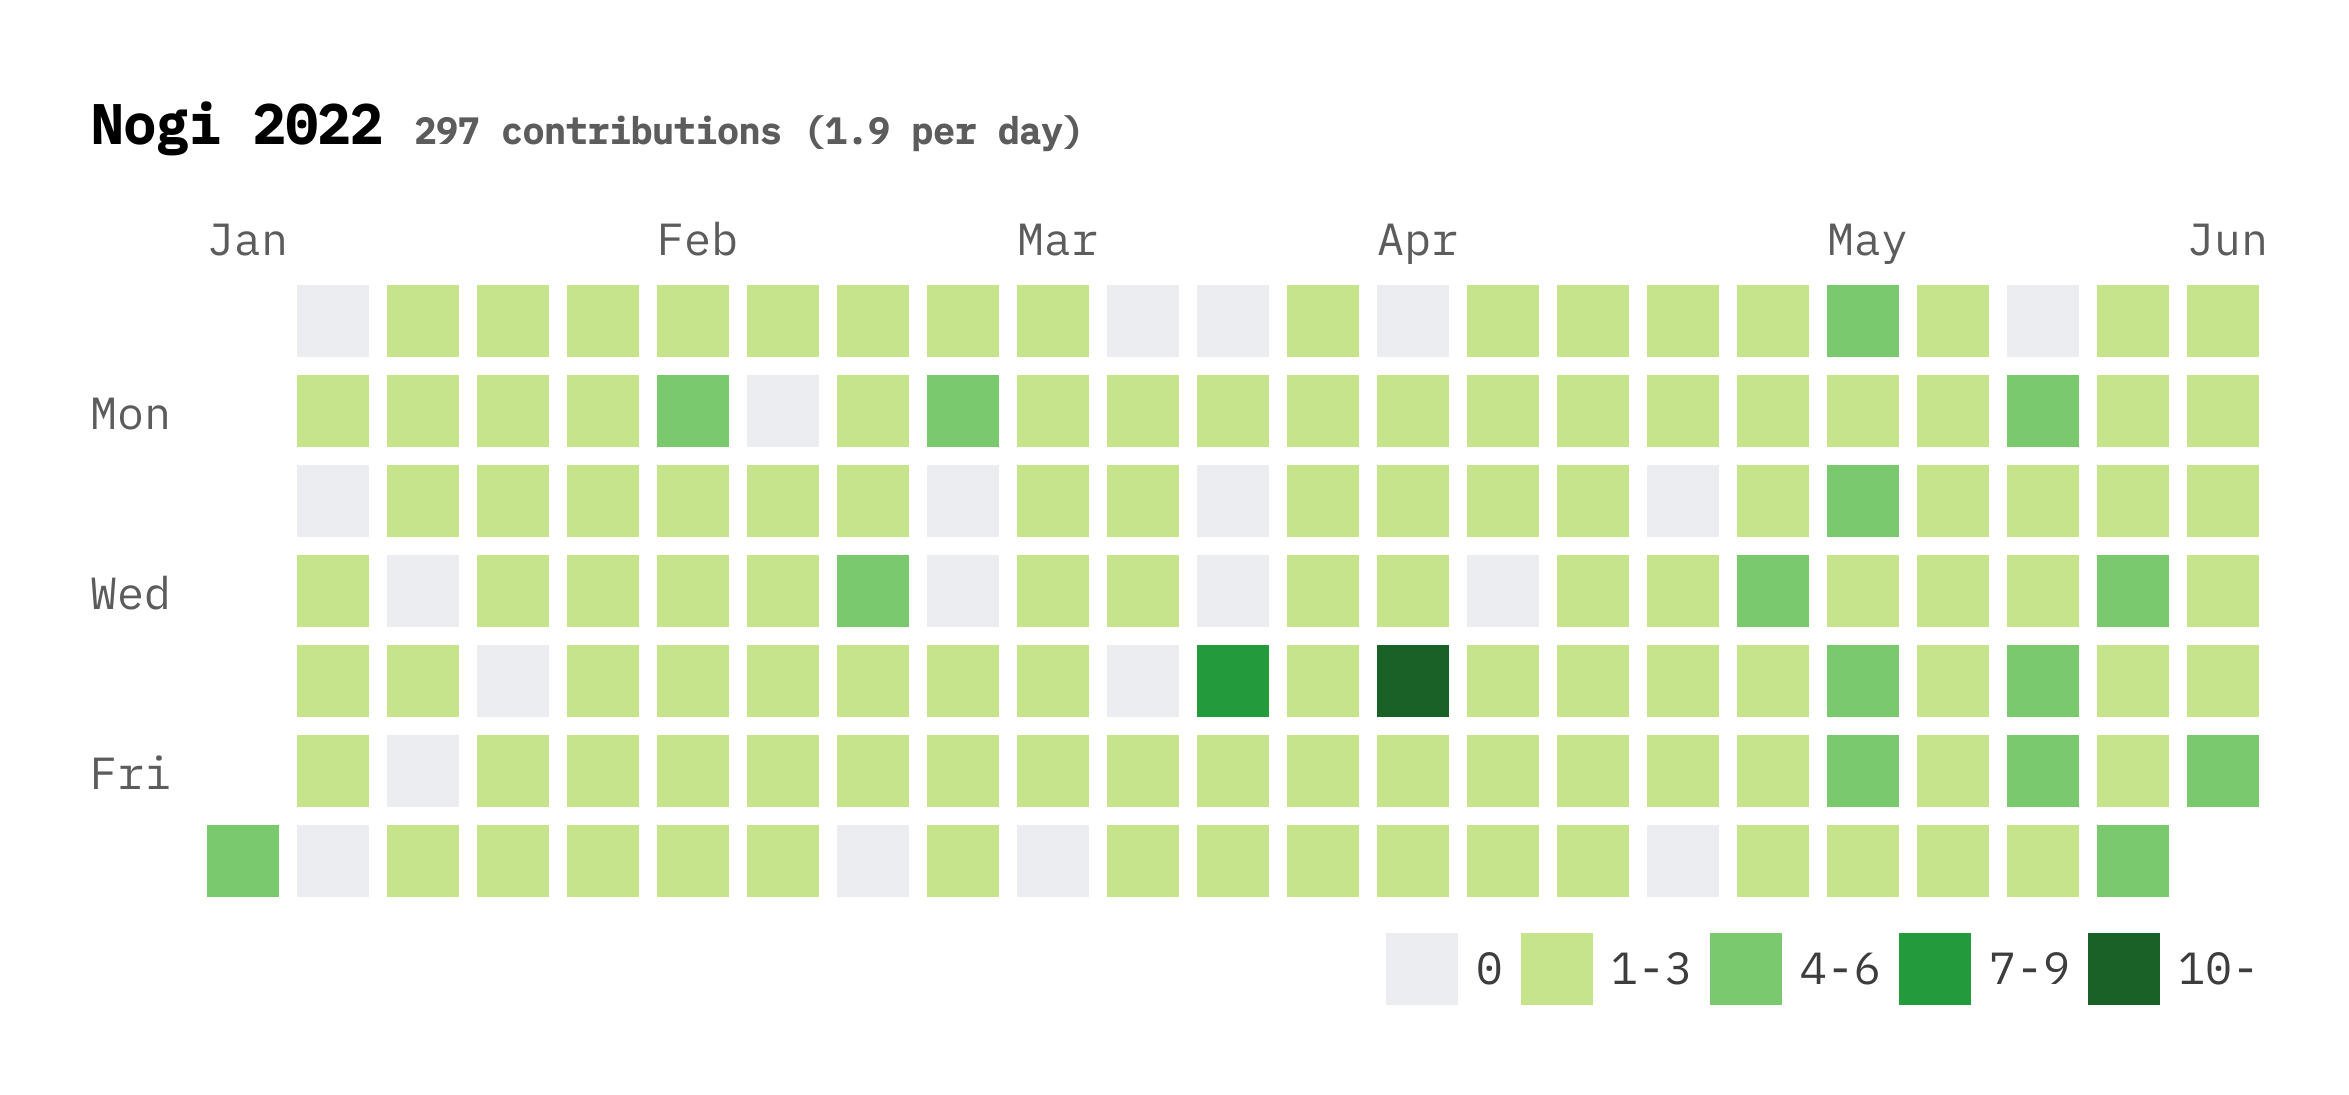 Nogi 2022 297 contributions (1.9 per day)
Jan Feb Mar Apr May Jun
Mon
Wed
Fri
0 1-3 4-6 7-9 10-